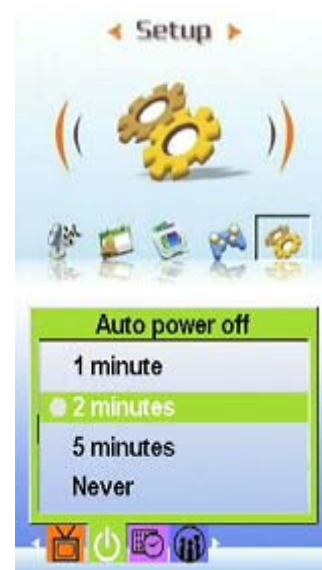 Setup
Auto power off
1 minute
2 minutes
5 minutes
Never